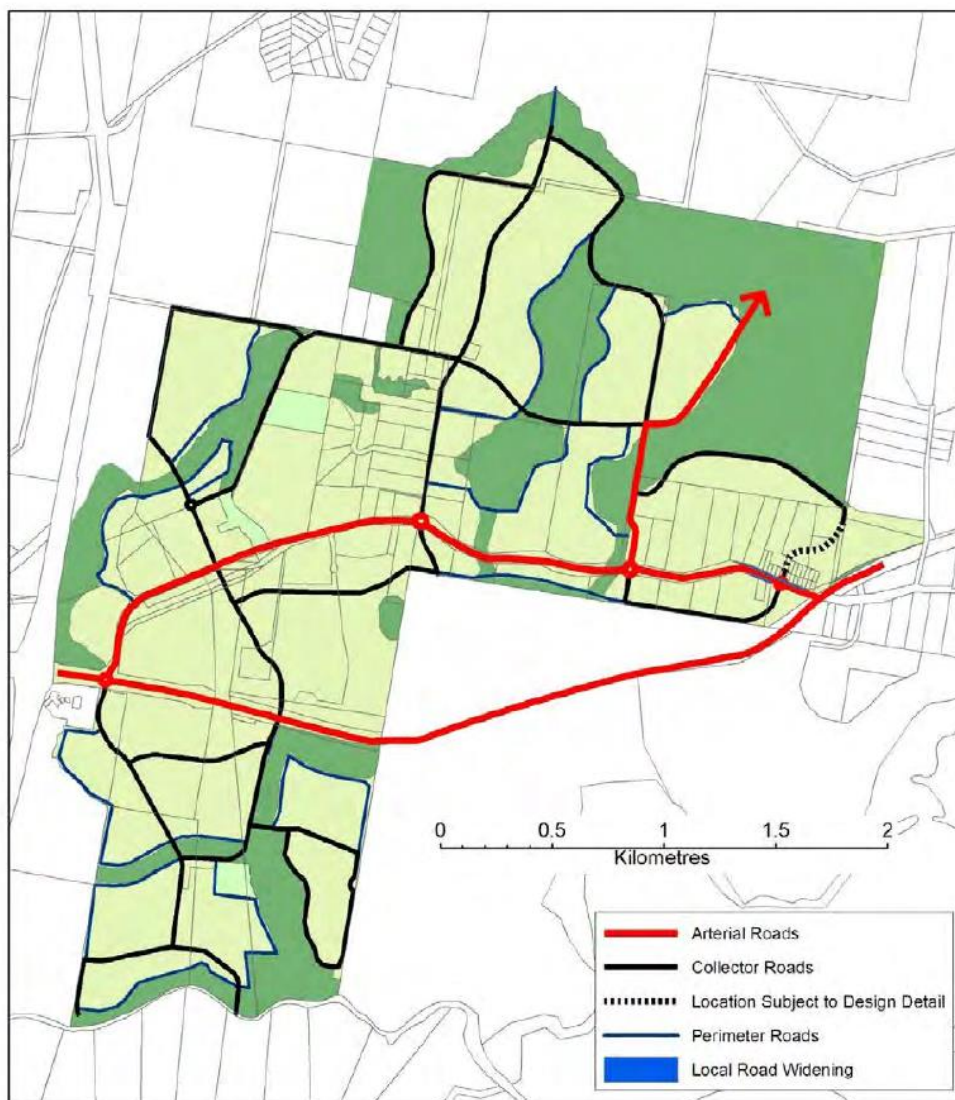 0 0.5 1 1.5 2
Kilometres
Arterial Roads
Collector Roads
Location Subject to Design Detail
Perimeter Roads
Local Road Widening